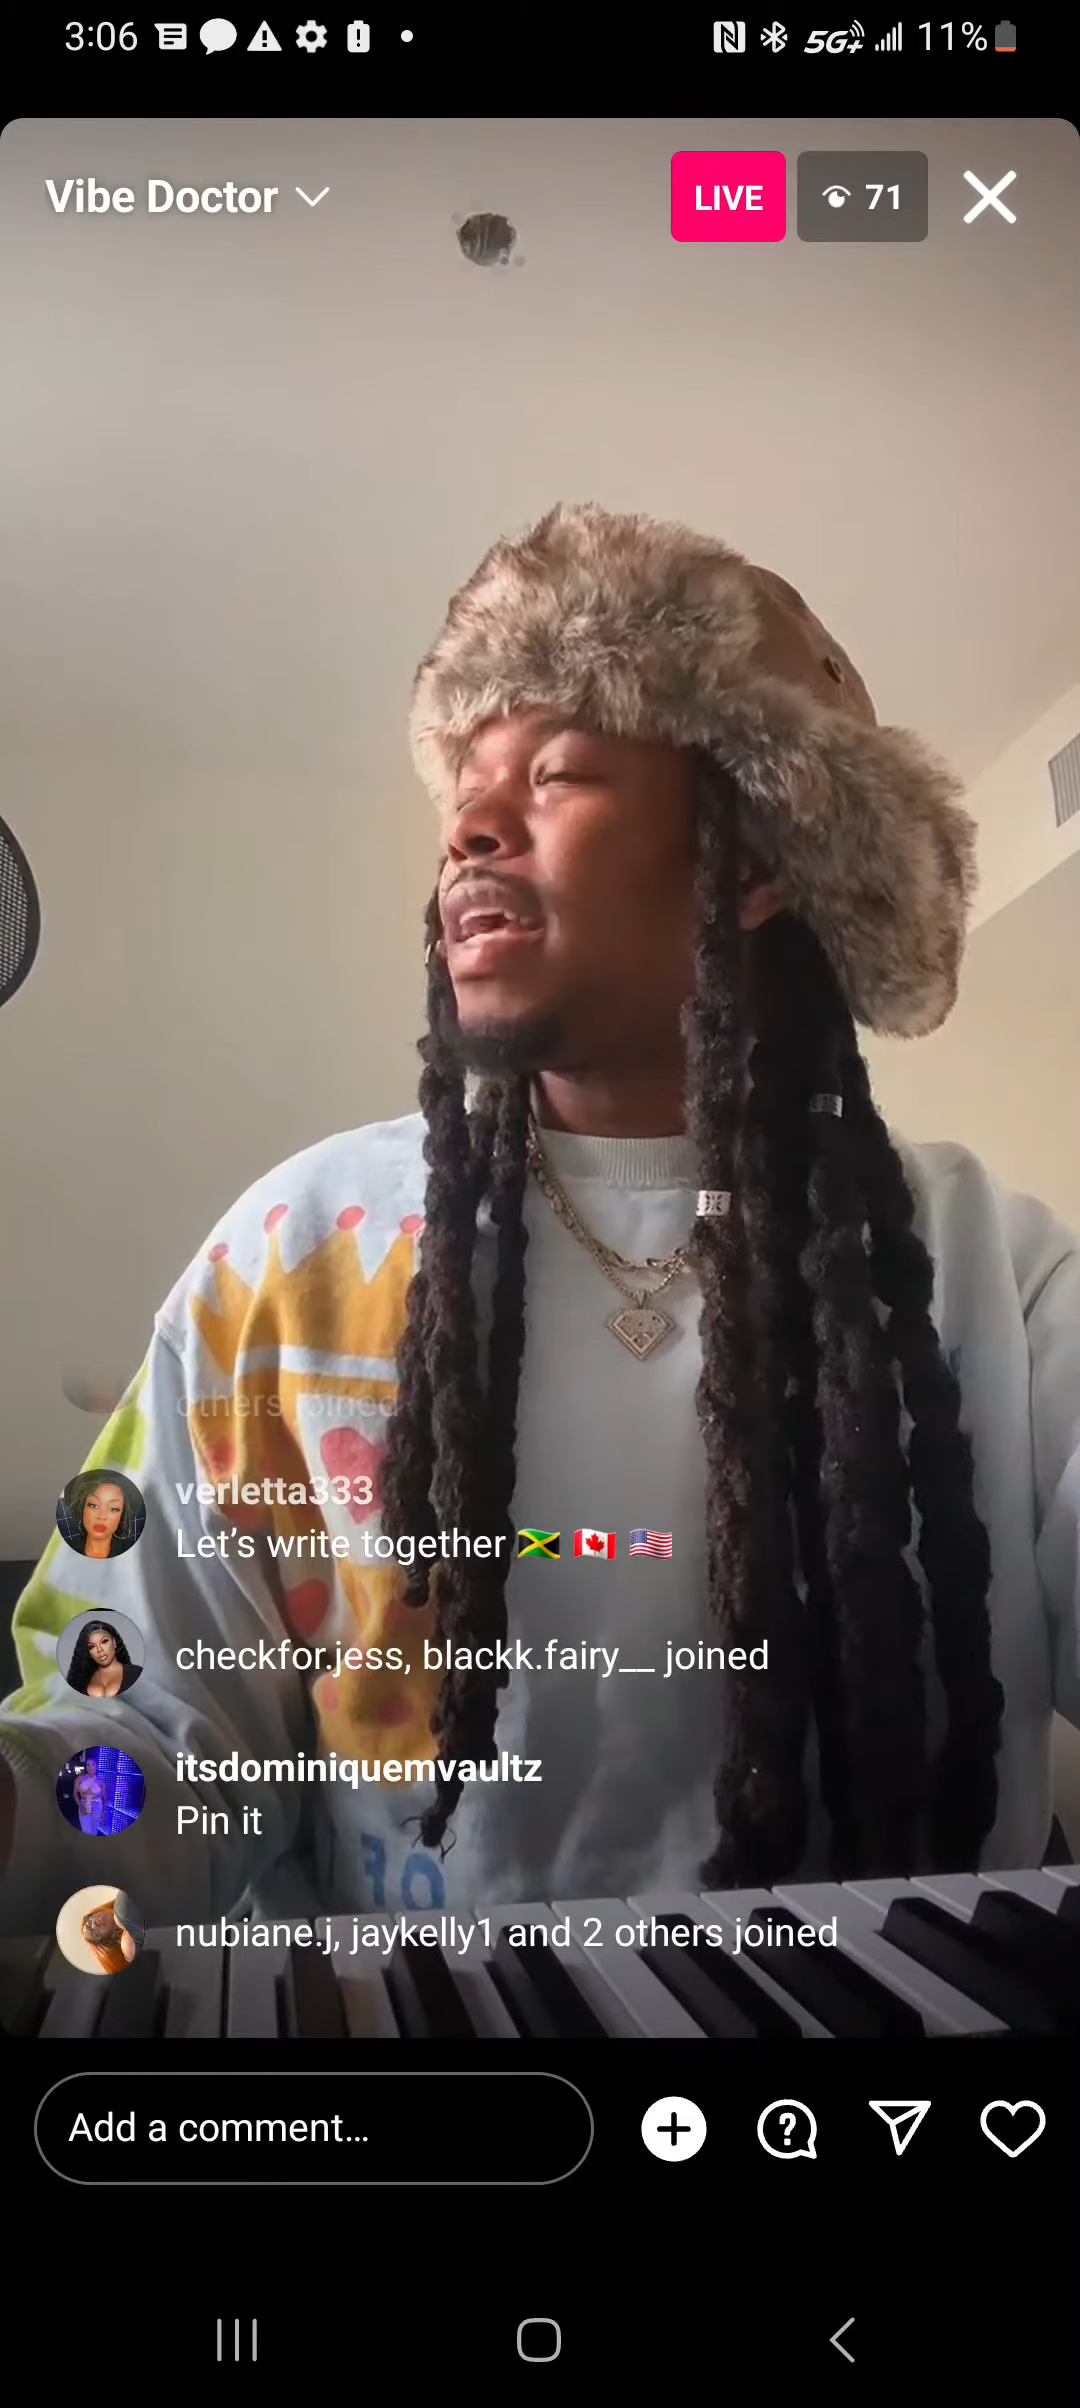 3:06 5G+ 11%
Vibe Doctor LIVE 71
others joined
verletta333
Let’s write together 🇯🇲 🇨🇦 🇺🇸
checkfor.jess, blackk.fairy__ joined
itsdominiquemvaultz
Pin it
nubiane.j, jaykelly1 and 2 others joined
Add a comment…